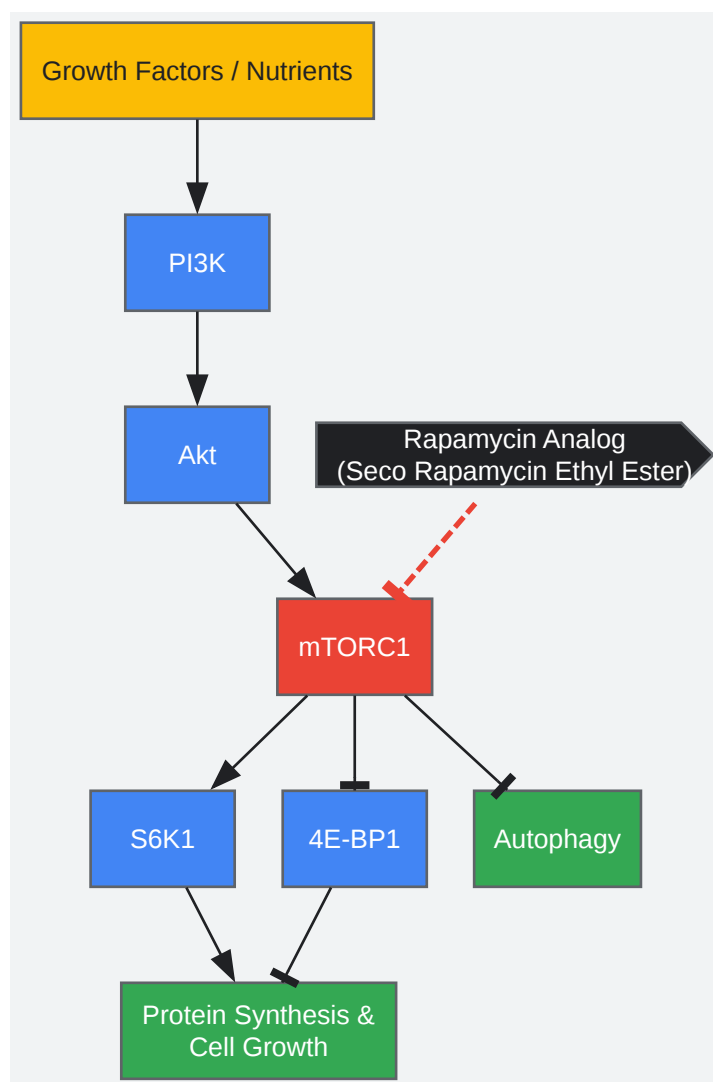 Growth Factors / Nutrients
PI3K
Akt
Rapamycin Analog
(Seco Rapamycin Ethyl Ester)
mTORC1
S6K1
4E-BP1
Autophagy
Protein Synthesis &
Cell Growth